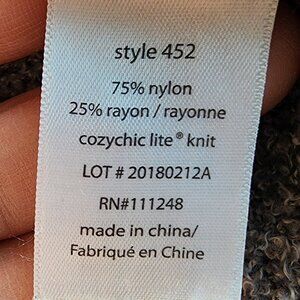 style 452
75% nylon
25% rayon / rayonne
cozychic lite® knit
LOT # 20180212A
RN#111248
made in china/
Fabriqué en Chine